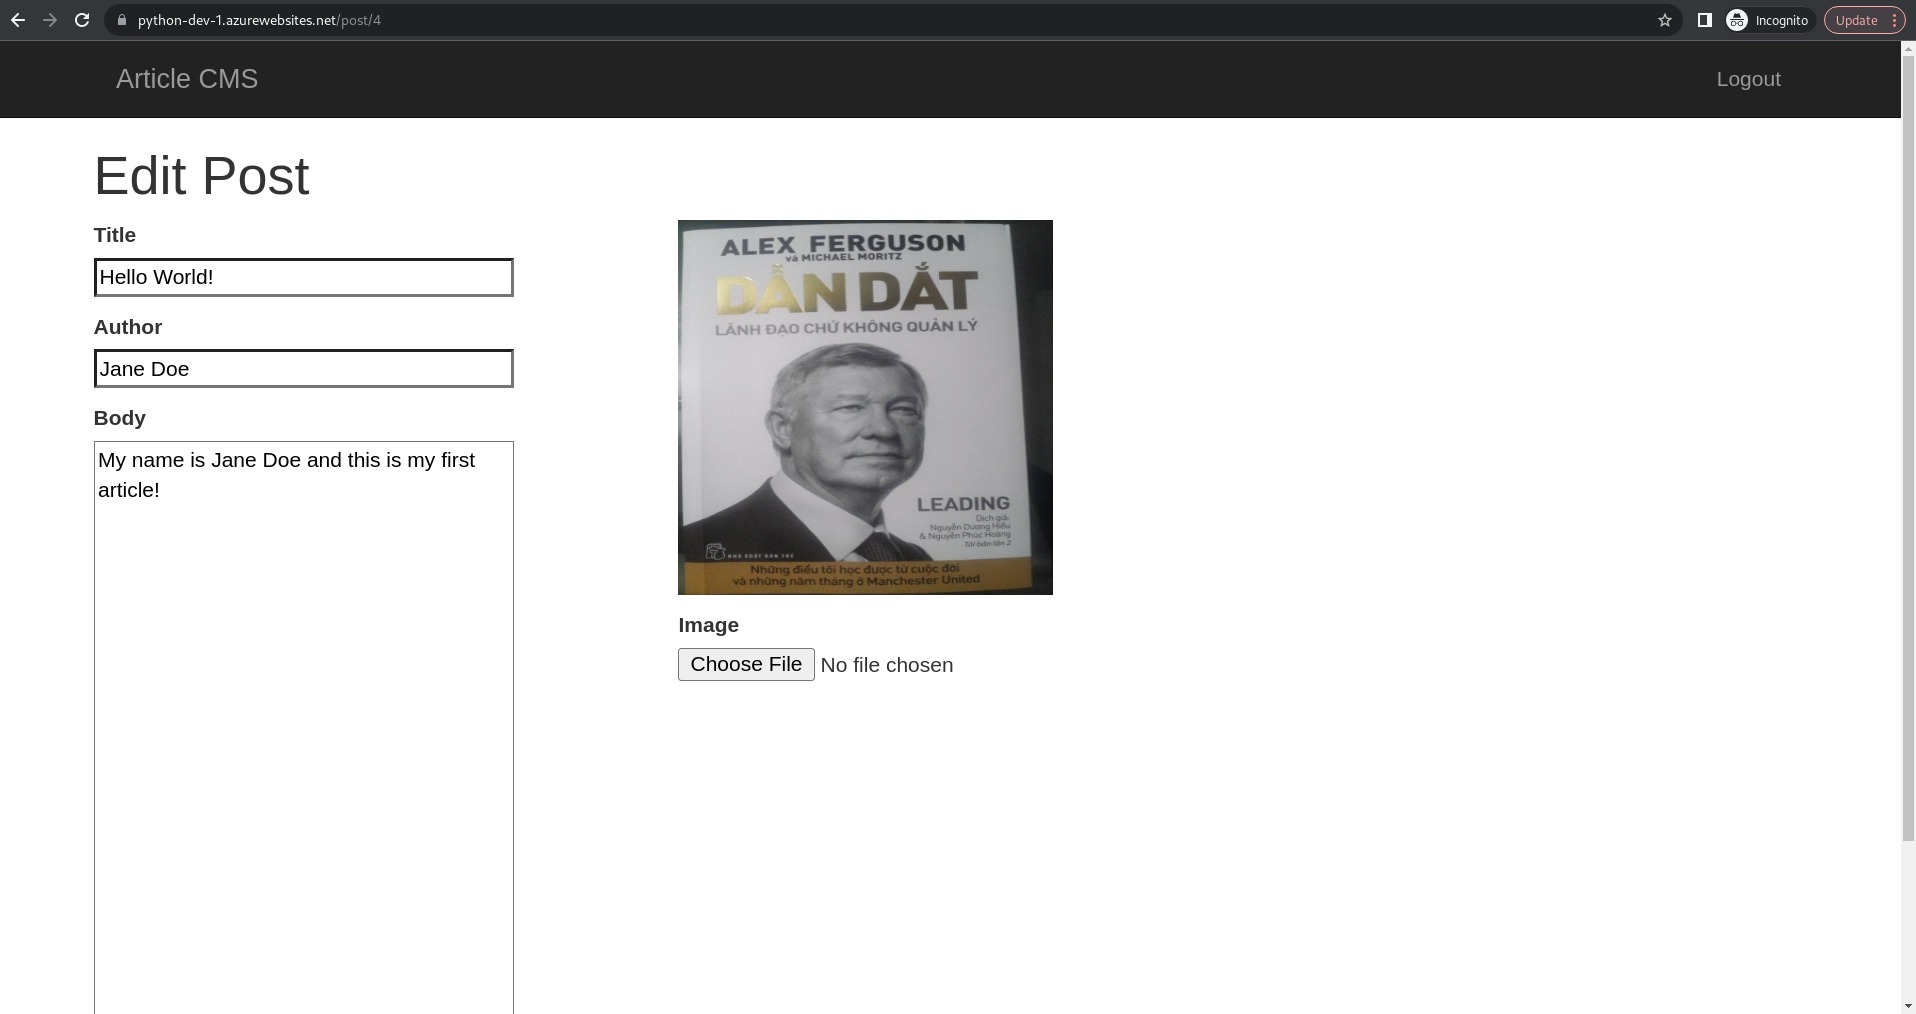 python-dev-1.azurewebsites.net/post/4
Incognito
Update
Article CMS
Logout
Edit Post
Title
Hello World!
Author
Jane Doe
Body
My name is Jane Doe and this is my first
article!
ALEX FERGUSON
và MICHAEL MORITZ
DẪN DẮT
LÃNH ĐẠO CHỨ KHÔNG QUẢN LÝ
LEADING
Dịch giả:
Nguyễn Dương Hiếu
& Nguyễn Phúc Hoàng
Tái bản lần 2
NHÀ XUẤT BẢN TRẺ
Những điều tôi học được từ cuộc đời
và những năm tháng ở Manchester United
Image
Choose File No file chosen